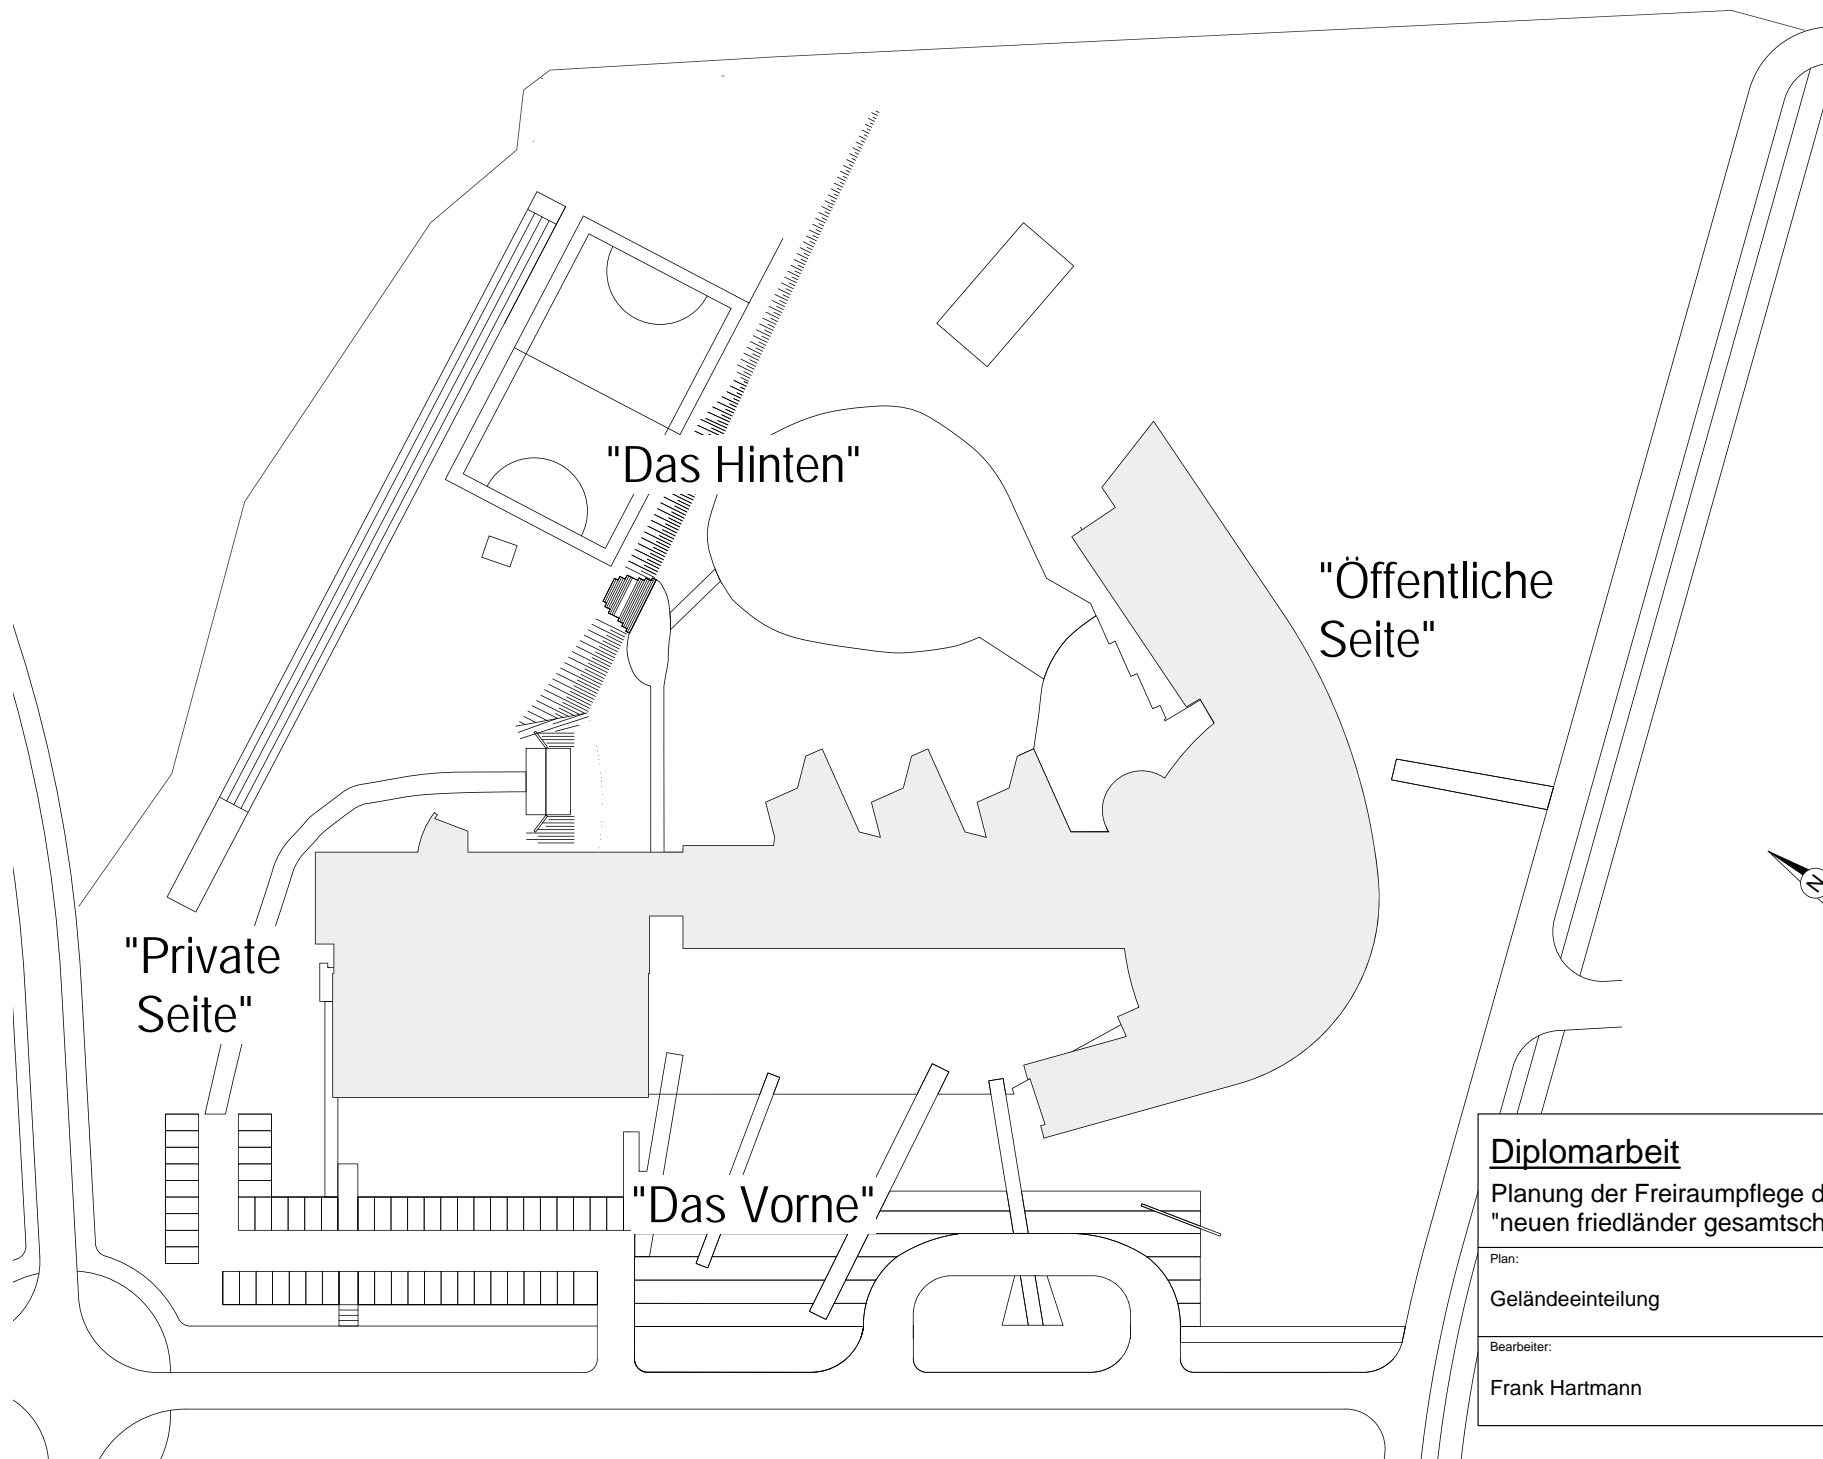 "Das Hinten"
"Öffentliche
Seite"
N
"Private
Seite"
"Das Vorne"
Diplomarbeit
Planung der Freiraumpflege d
"neuen friedländer gesamtsch
Plan:
Geländeeinteilung
Bearbeiter:
Frank Hartmann